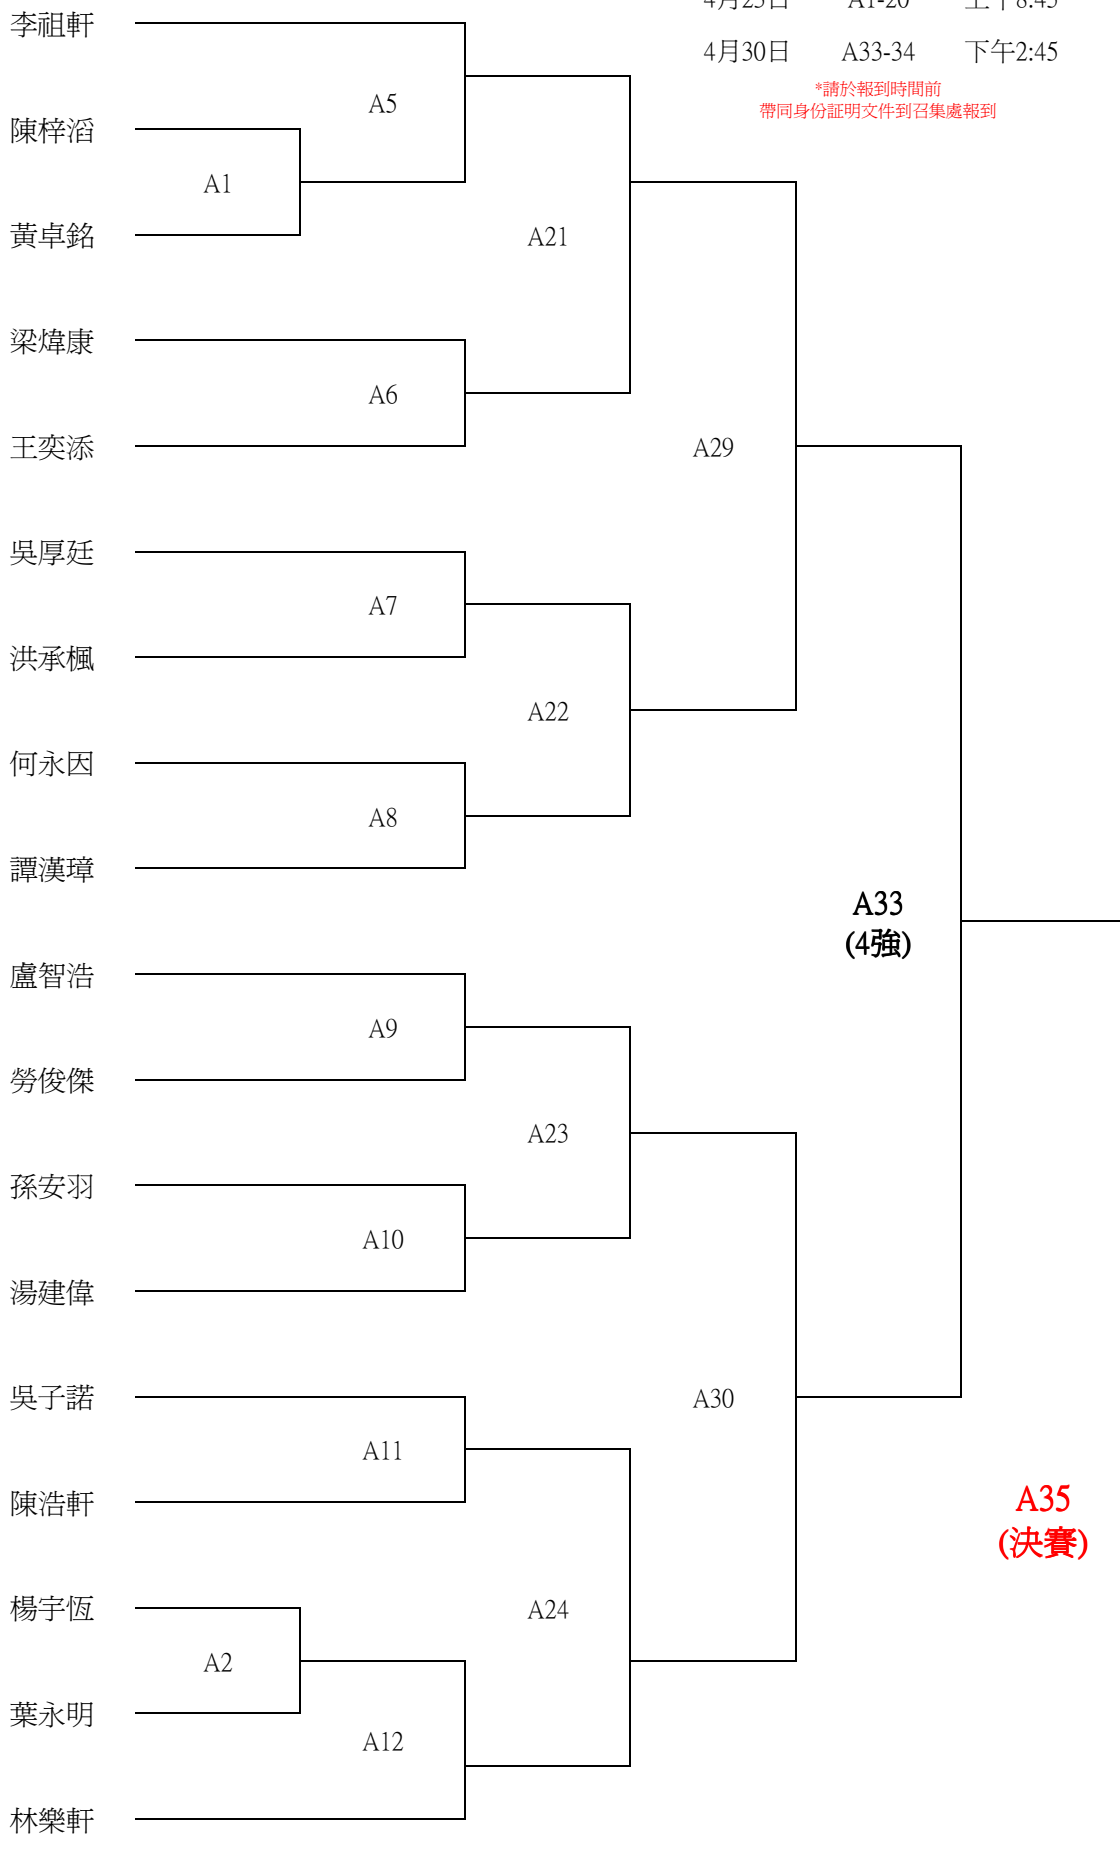 李祖軒
4月30日 A33-34 下午2:45
*請於報到時間前
帶同身份証明文件到召集處報到
A5
陳梓滔
A1
黃卓銘
A21
梁煒康
A6
王奕添
A29
吳厚廷
A7
洪承楓
A22
何永因
A8
譚漢璋
A33
(4強)
盧智浩
A9
勞俊傑
A23
孫安羽
A10
湯建偉
吳子諾
A30
A11
陳浩軒
A35
(決賽)
楊宇恆
A24
A2
葉永明
A12
林樂軒